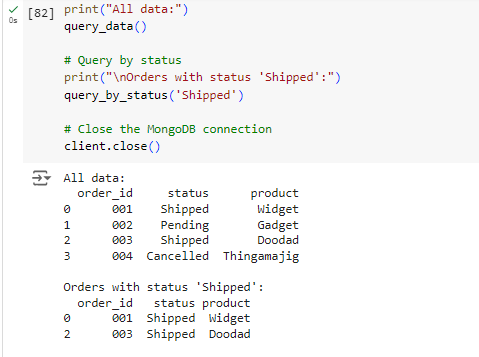 [82] print("All data:")
0s
query_data()
# Query by status
print("\nOrders with status 'Shipped':")
query_by_status('Shipped')
# Close the MongoDB connection
client.close()
All data:
order_id status product
0 001 Shipped Widget
1 002 Pending Gadget
2 003 Shipped Doodad
3 004 Cancelled Thingamajig
Orders with status 'Shipped':
order_id status product
0 001 Shipped Widget
2 003 Shipped Doodad